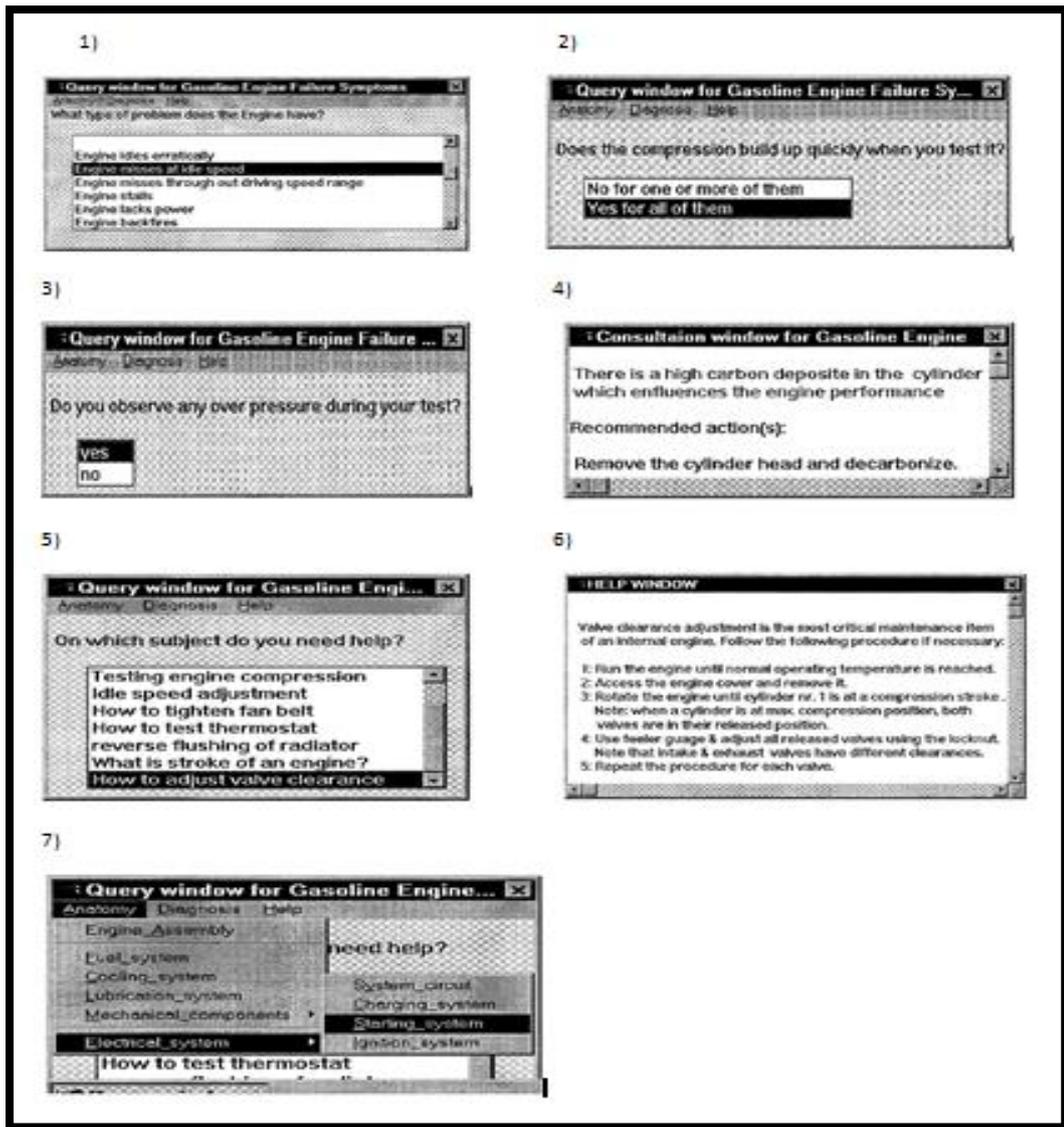 1)
Query window for Gasoline Engine Failure Symptoms
Anatomy Diagnosis Help
What type of problem does the Engine have?
Engine idles erratically
Engine misses at idle speed
Engine misses through out driving speed range
Engine stalls
Engine lacks power
Engine backfires
2)
Query window for Gasoline Engine Failure Sy...
Anatomy Diagnosis Help
Does the compression build up quickly when you test it?
No for one or more of them
Yes for all of them
3)
Query window for Gasoline Engine Failure ...
Anatomy Diagnosis Help
Do you observe any over pressure during your test?
yes
no
4)
Consultaion window for Gasoline Engine
There is a high carbon deposite in the cylinder
which enfluences the engine performance
Recommended action(s):
Remove the cylinder head and decarbonize.
5)
Query window for Gasoline Engi...
Anatomy Diagnosis Help
On which subject do you need help?
Testing engine compression
Idle speed adjustment
How to tighten fan belt
How to test thermostat
reverse flushing of radiator
What is stroke of an engine?
How to adjust valve clearance
6)
HELP WINDOW
Valve clearance adjustment is the most critical maintenance item
of an internal engine. Follow the following procedure if necessary:
1: Run the engine until normal operating temperature is reached.
2: Access the engine cover and remove it.
3: Rotate the engine until cylinder nr. 1 is at a compression stroke.
Note: when a cylinder is at max. compression position, both
valves are in their released position.
4: Use feeler guage & adjust all released valves using the locknut.
Note that intake & exhaust valves have different clearances.
5: Repeat the procedure for each valve.
7)
Query window for Gasoline Engine...
Anatomy Diagnosis Help
Engine_Assembly
need help?
Fuel_system
Cooling_system
Lubrication_system
Mechanical_components
Electrical_system
System_circuit
Charging_system
Starting_system
Ignition_system
How to test thermostat